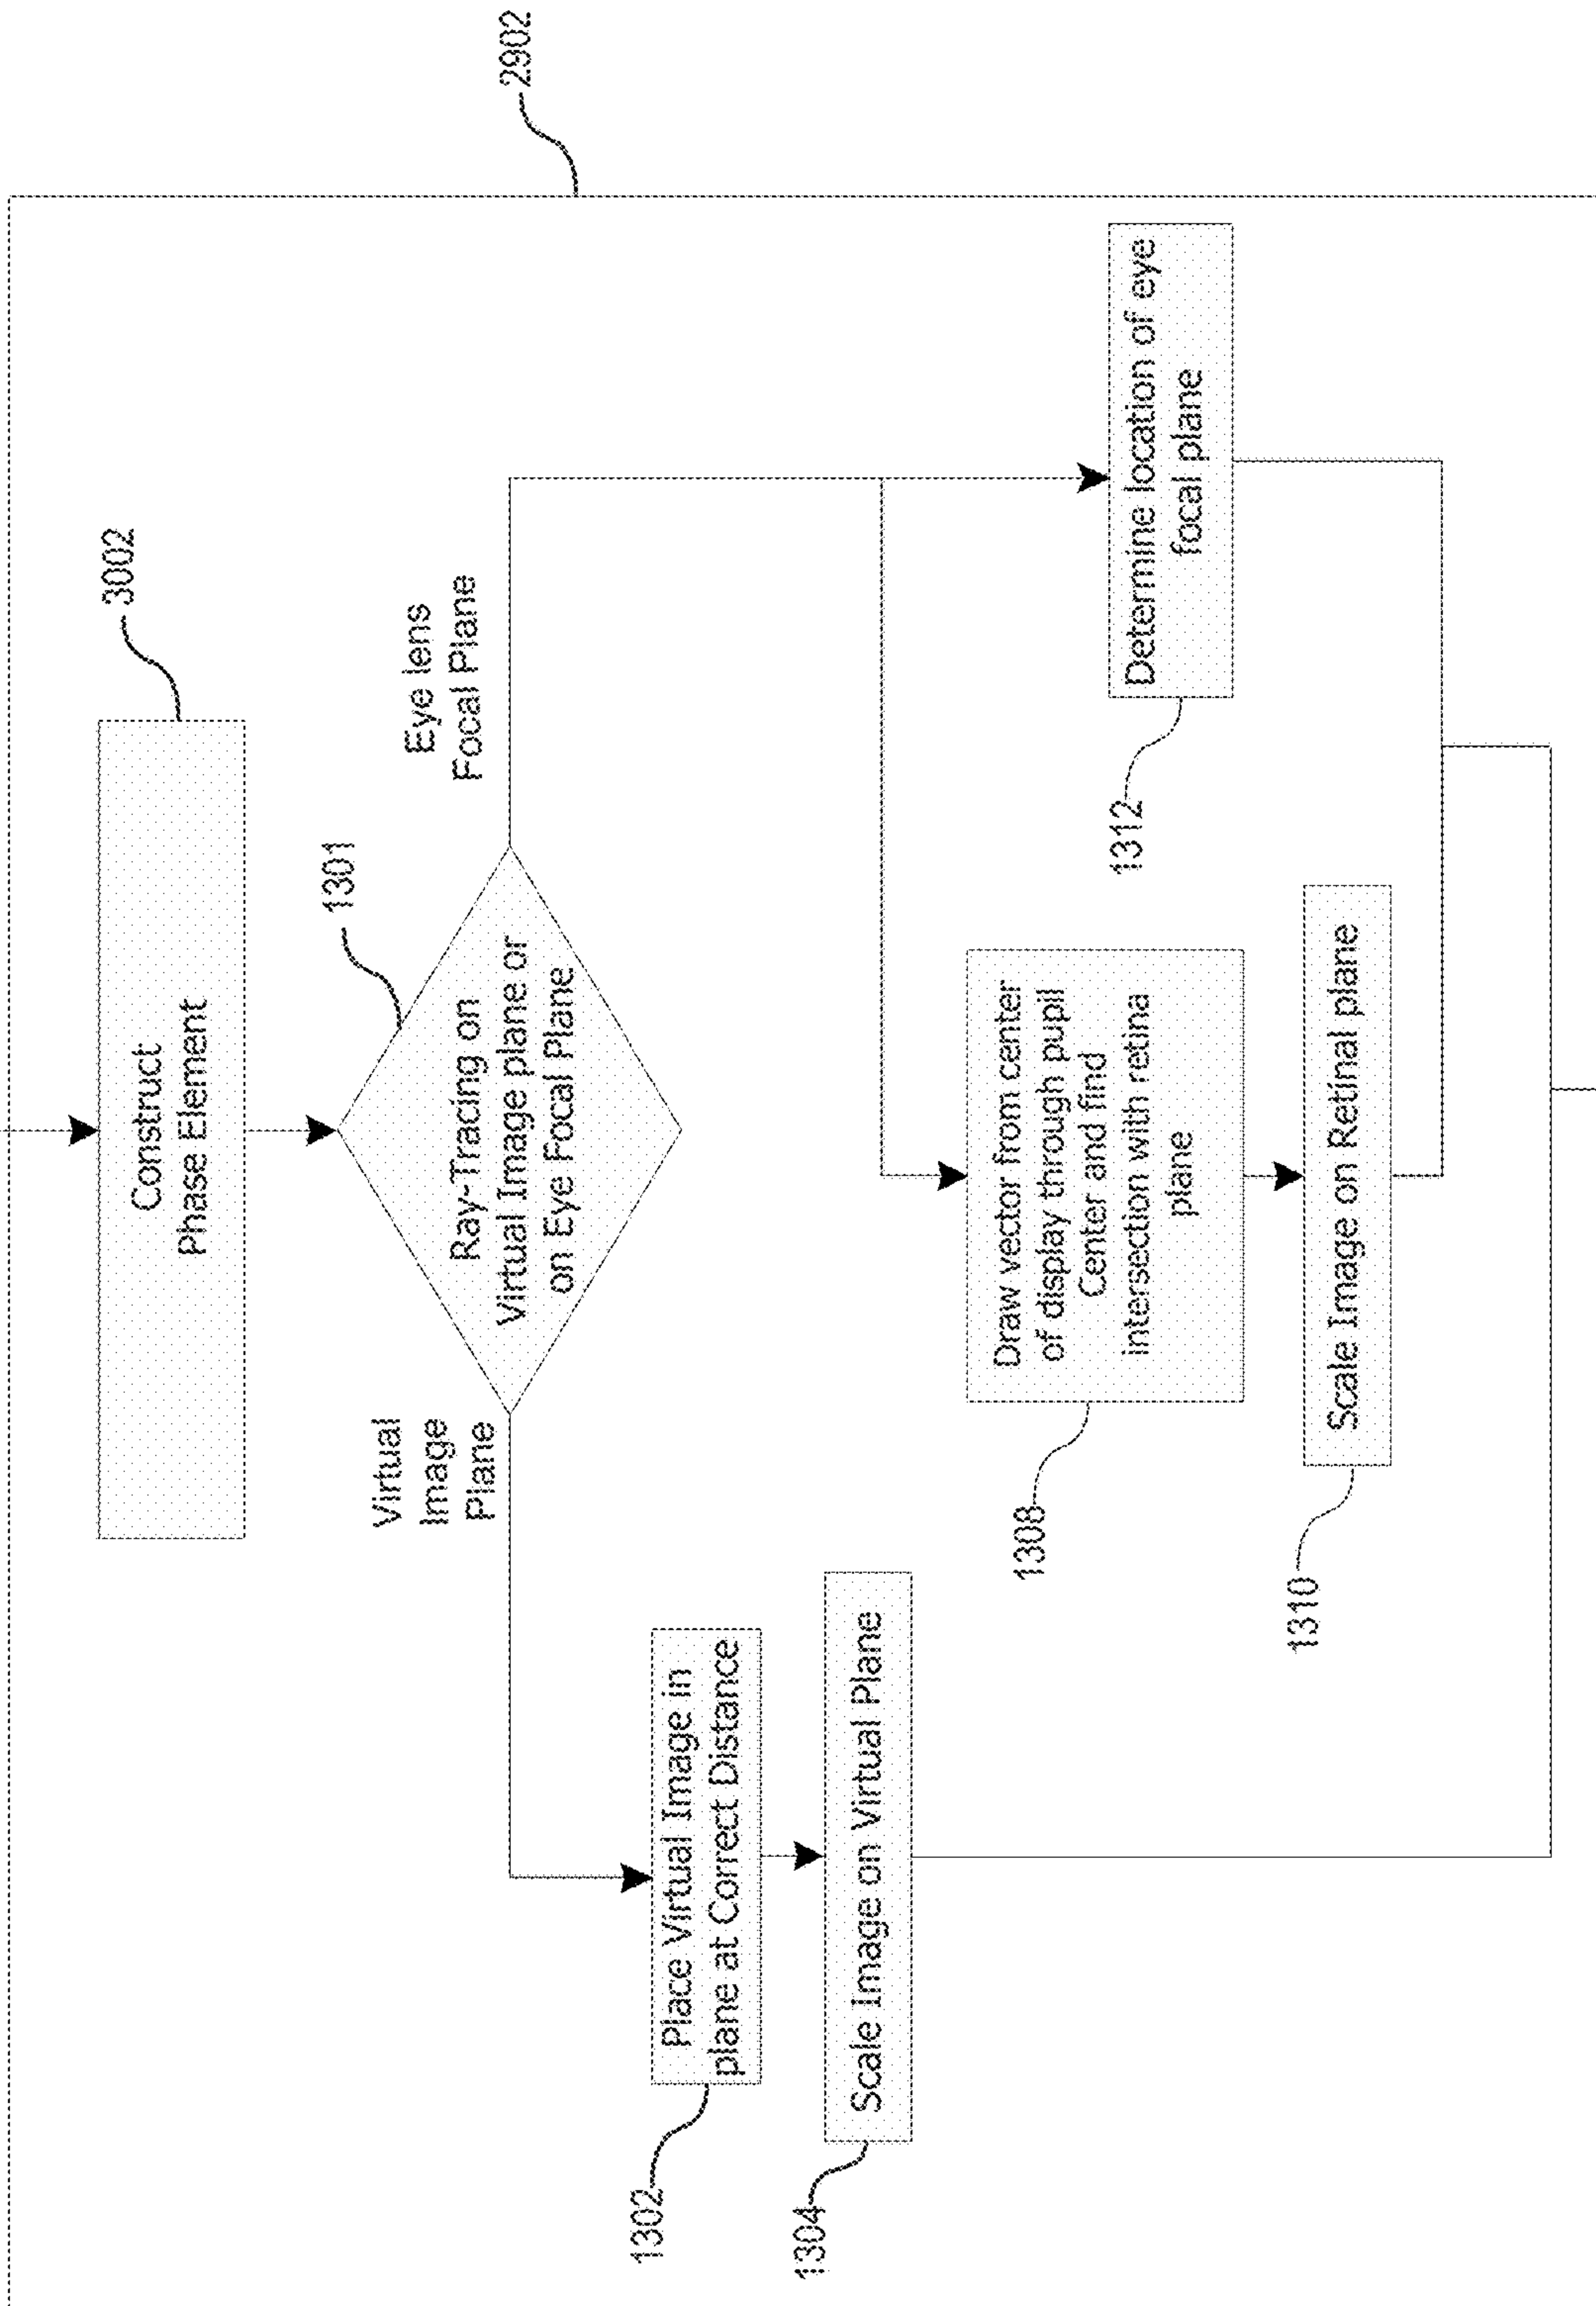 2902
3002
Construct
Phase Element
1301
Ray-Tracing on
Virtual Image plane or
on Eye Focal Plane
Virtual
Image
Plane
Eye lens
Focal Plane
1302
Place Virtual Image in
plane at Correct Distance
1304
Scale Image on Virtual Plane
1308
Draw vector from center
of display through pupil
Center and find
intersection with retina
plane
1310
Scale Image on Retinal plane
1312
Determine location of eye
focal plane